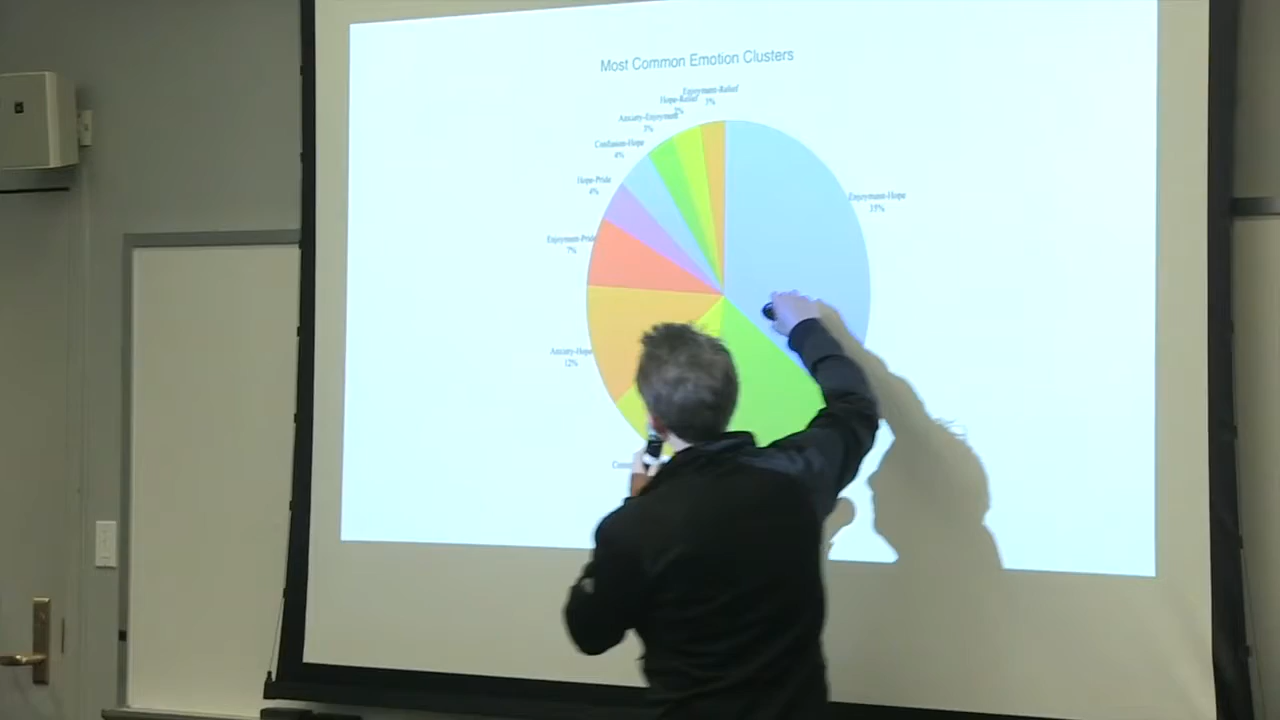 Most Common Emotion Clusters
Enjoyment-Relief
3%
Hope-Relief
3%
Anxiety-Enjoyment
3%
Confusion-Hope
4%
Hope-Pride
4%
Enjoyment-Hope
35%
Enjoyment-Pride
7%
Anxiety-Hope
12%